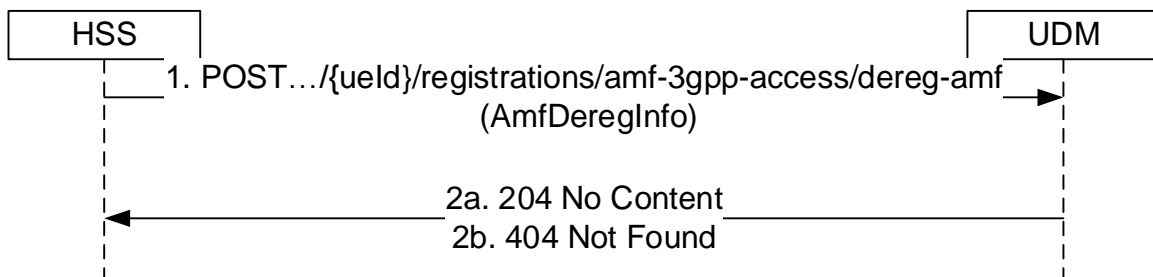 HSS
UDM
1. POST…/{ueId}/registrations/amf-3gpp-access/dereg-amf
(AmfDeregInfo)
2a. 204 No Content
2b. 404 Not Found